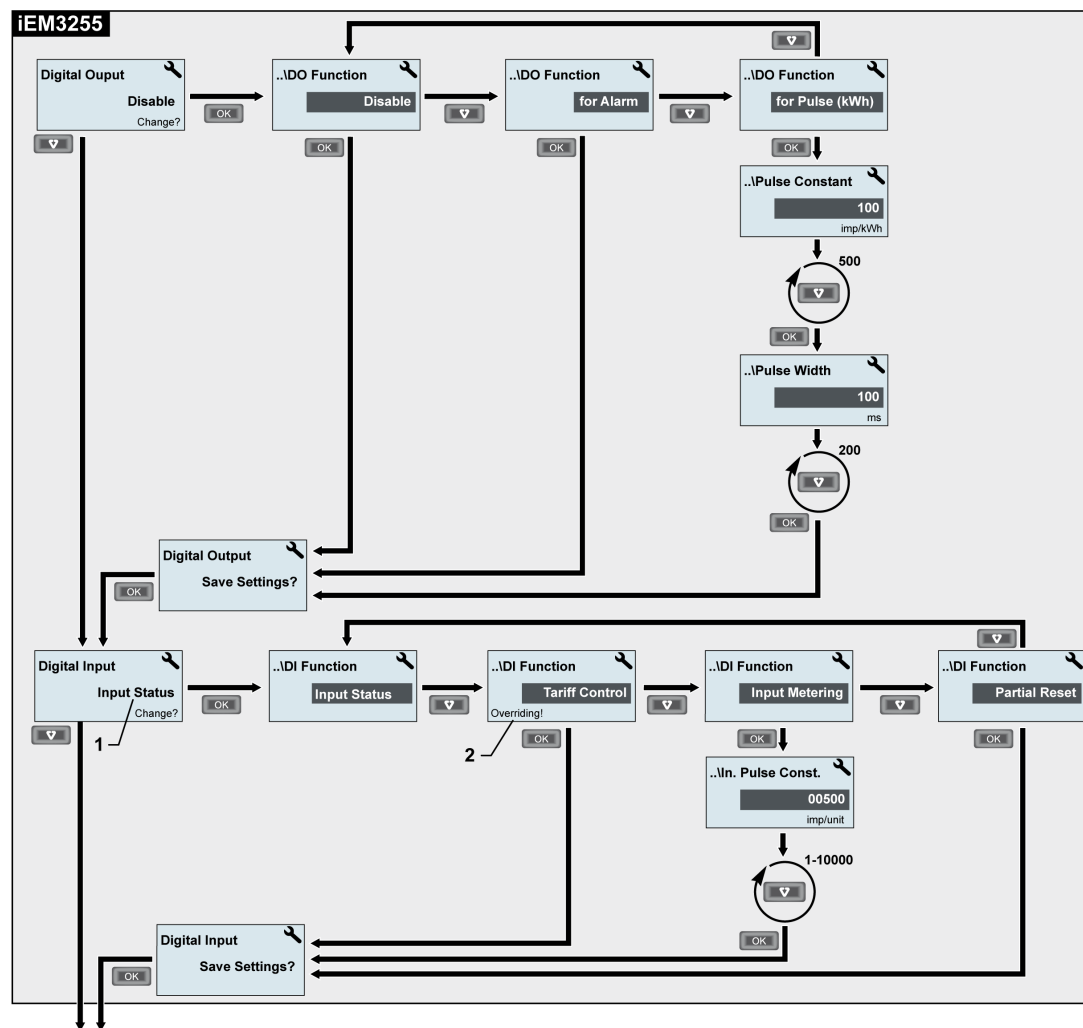 iEM3255
Digital Ouput
Disable
Change?
OK
..\DO Function
Disable
OK
..\DO Function
for Alarm
OK
..\DO Function
for Pulse (kWh)
OK
..\Pulse Constant
100
imp/kWh
500
OK
..\Pulse Width
100
ms
200
OK
Digital Output
Save Settings?
OK
Digital Input
Input Status
Change?
1
OK
..\DI Function
Input Status
..\DI Function
Tariff Control
Overriding!
2
OK
..\DI Function
Input Metering
OK
..\In. Pulse Const.
00500
imp/unit
1-10000
OK
..\DI Function
Partial Reset
OK
Digital Input
Save Settings?
OK